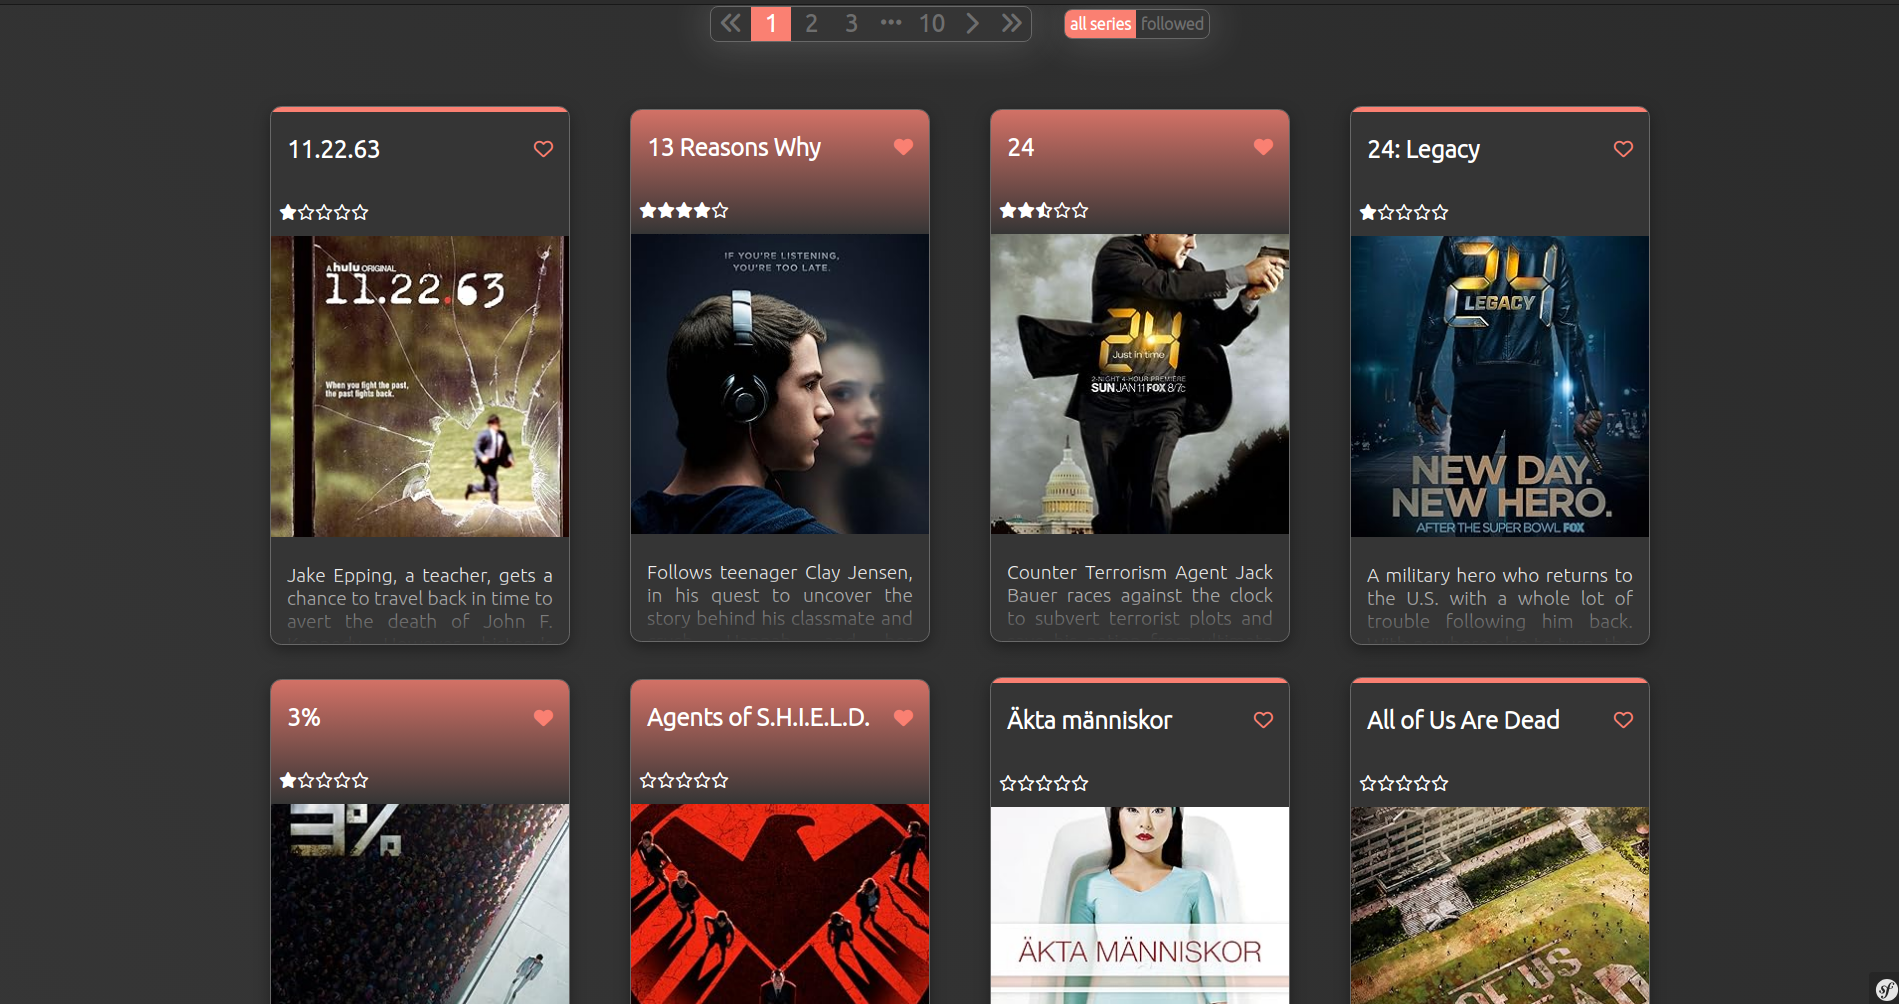 1 2 3 ••• 10
all series followed
11.22.63
13 Reasons Why
24
24: Legacy
A hulu ORIGINAL
11.22.63
When you fight the past,
the past fights back.
IF YOU'RE LISTENING,
YOU'RE TOO LATE.
24
Just in time
2-NIGHT 4-HOUR PREMIERE
SUN JAN 11 FOX 8/7c
24
LEGACY
NEW DAY.
NEW HERO.
AFTER THE SUPER BOWL FOX
Jake Epping, a teacher, gets a
chance to travel back in time to
avert the death of John F.
Follows teenager Clay Jensen,
in his quest to uncover the
story behind his classmate and
Counter Terrorism Agent Jack
Bauer races against the clock
to subvert terrorist plots and
A military hero who returns to
the U.S. with a whole lot of
trouble following him back.
3%
Agents of S.H.I.E.L.D.
Äkta människor
All of Us Are Dead
3%
ÄKTA MÄNNISKOR
OF US
sf